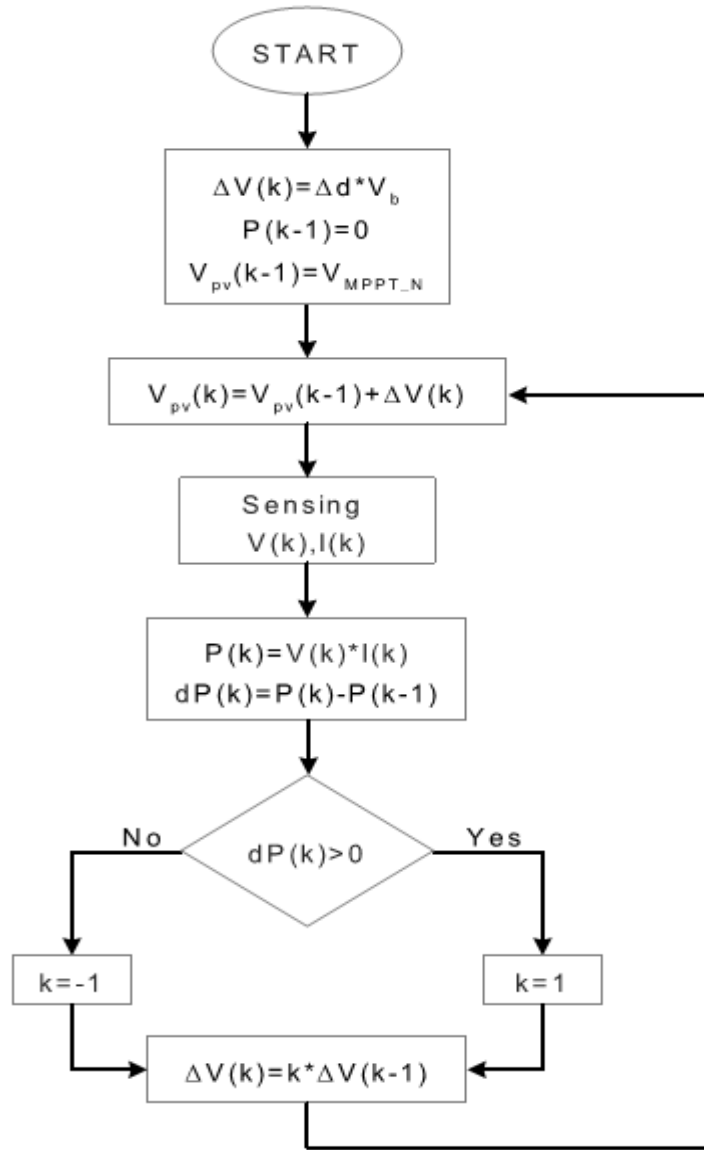 START
ΔV(k)=Δd*V_b
P(k-1)=0
V_pv(k-1)=V_MPPT_N
V_pv(k)=V_pv(k-1)+ΔV(k)
Sensing
V(k),I(k)
P(k)=V(k)*I(k)
dP(k)=P(k)-P(k-1)
No
dP(k)>0
Yes
k=-1
k=1
ΔV(k)=k*ΔV(k-1)